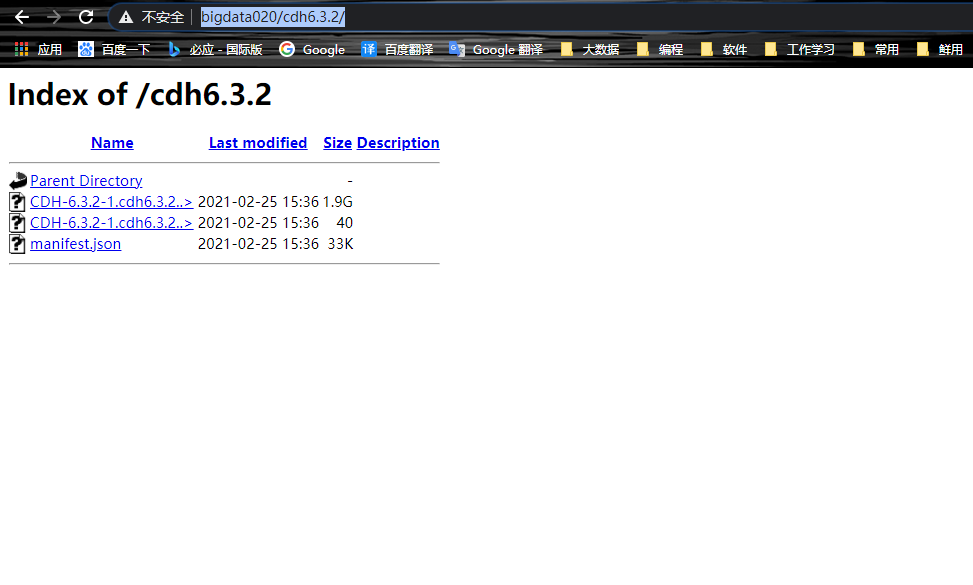 不安全 bigdata020/cdh6.3.2/
应用 百度一下 必应 - 国际版 Google 百度翻译 Google 翻译 大数据 编程 软件 工作学习 常用 鲜用
Index of /cdh6.3.2
Name Last modified Size Description
Parent Directory -
CDH-6.3.2-1.cdh6.3.2..> 2021-02-25 15:36 1.9G
CDH-6.3.2-1.cdh6.3.2..> 2021-02-25 15:36 40
manifest.json 2021-02-25 15:36 33K